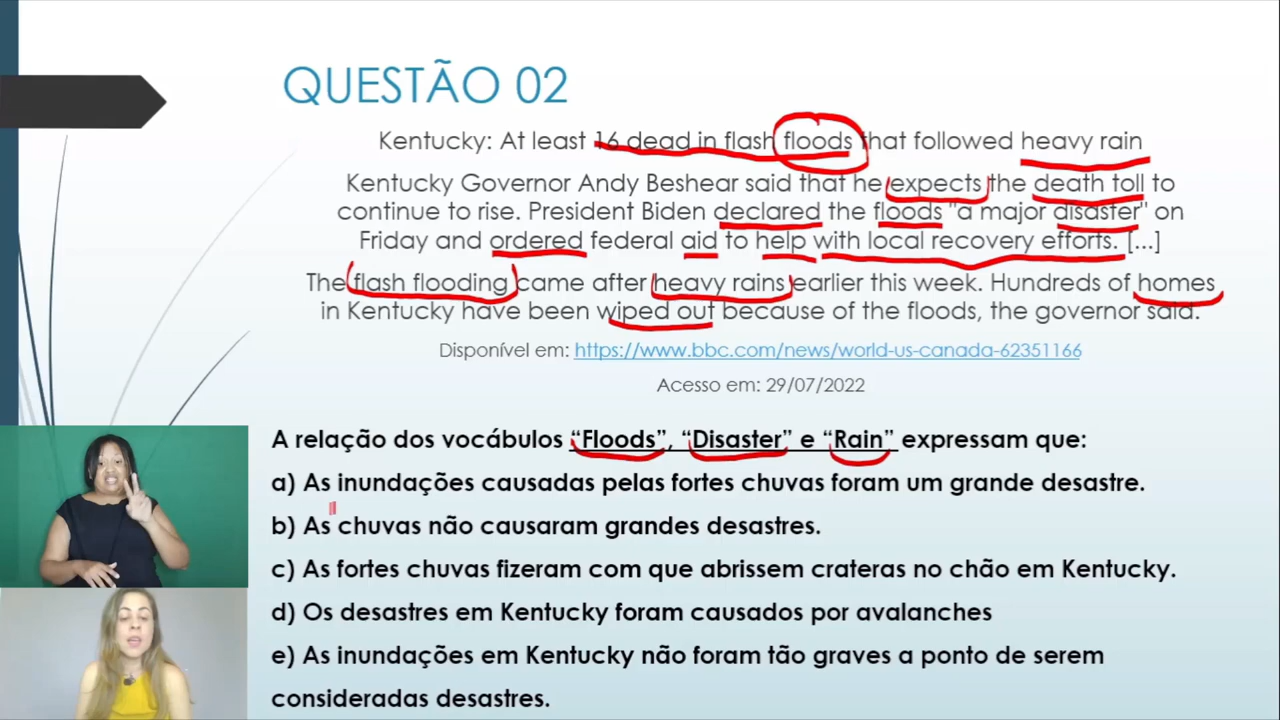 QUESTÃO 02
Kentucky: At least 16 dead in flash floods that followed heavy rain
Kentucky Governor Andy Beshear said that he expects the death toll to
continue to rise. President Biden declared the floods "a major disaster" on
Friday and ordered federal aid to help with local recovery efforts. [...]
The flash flooding came after heavy rains earlier this week. Hundreds of homes
in Kentucky have been wiped out because of the floods, the governor said.
Disponível em: https://www.bbc.com/news/world-us-canada-62351166
Acesso em: 29/07/2022
A relação dos vocábulos “Floods”, “Disaster” e “Rain” expressam que:
a) As inundações causadas pelas fortes chuvas foram um grande desastre.
b) As chuvas não causaram grandes desastres.
c) As fortes chuvas fizeram com que abrissem crateras no chão em Kentucky.
d) Os desastres em Kentucky foram causados por avalanches
e) As inundações em Kentucky não foram tão graves a ponto de serem
consideradas desastres.